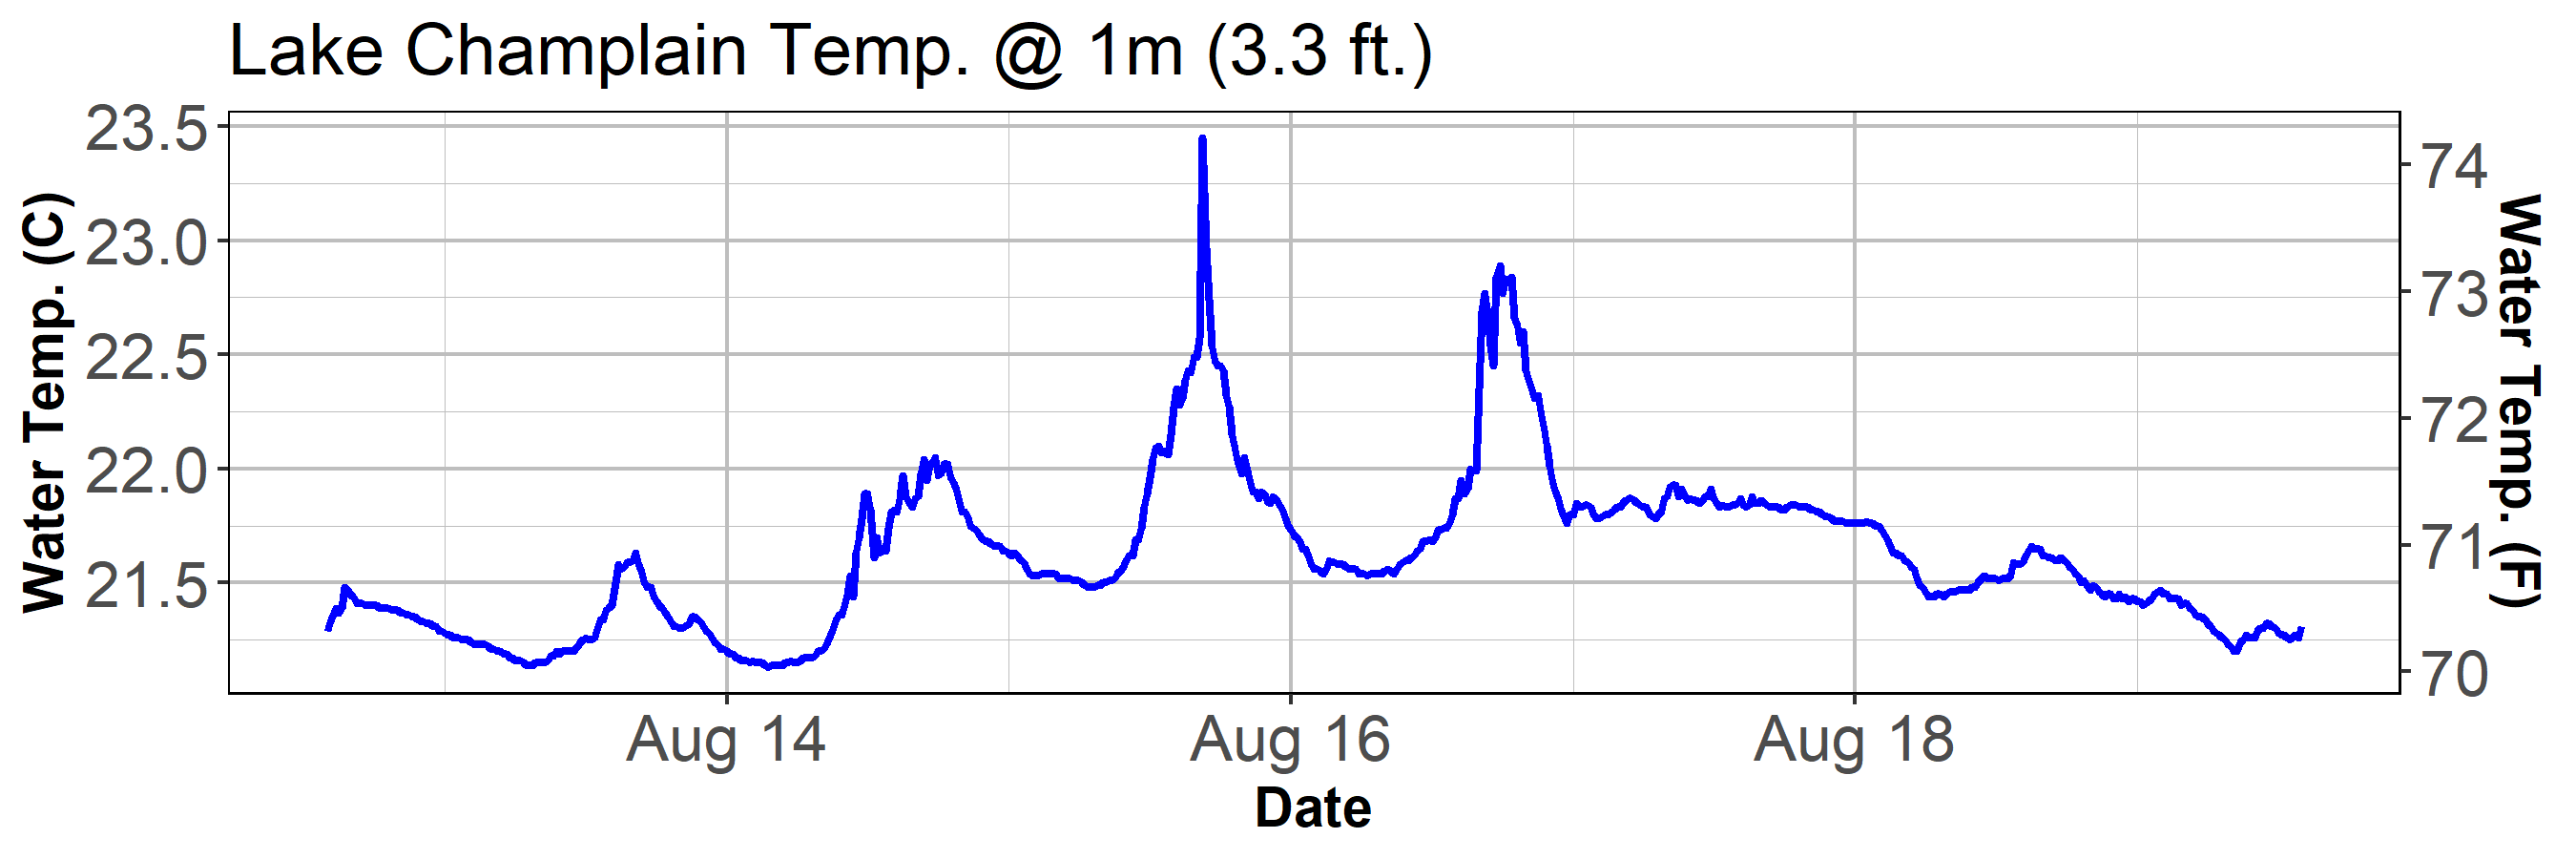 Lake Champlain Temp. @ 1m (3.3 ft.)
Water Temp. (C)
23.5
23.0
22.5
22.0
21.5
74
73
72
71
70
Water Temp. (F)
Aug 14
Aug 16
Aug 18
Date